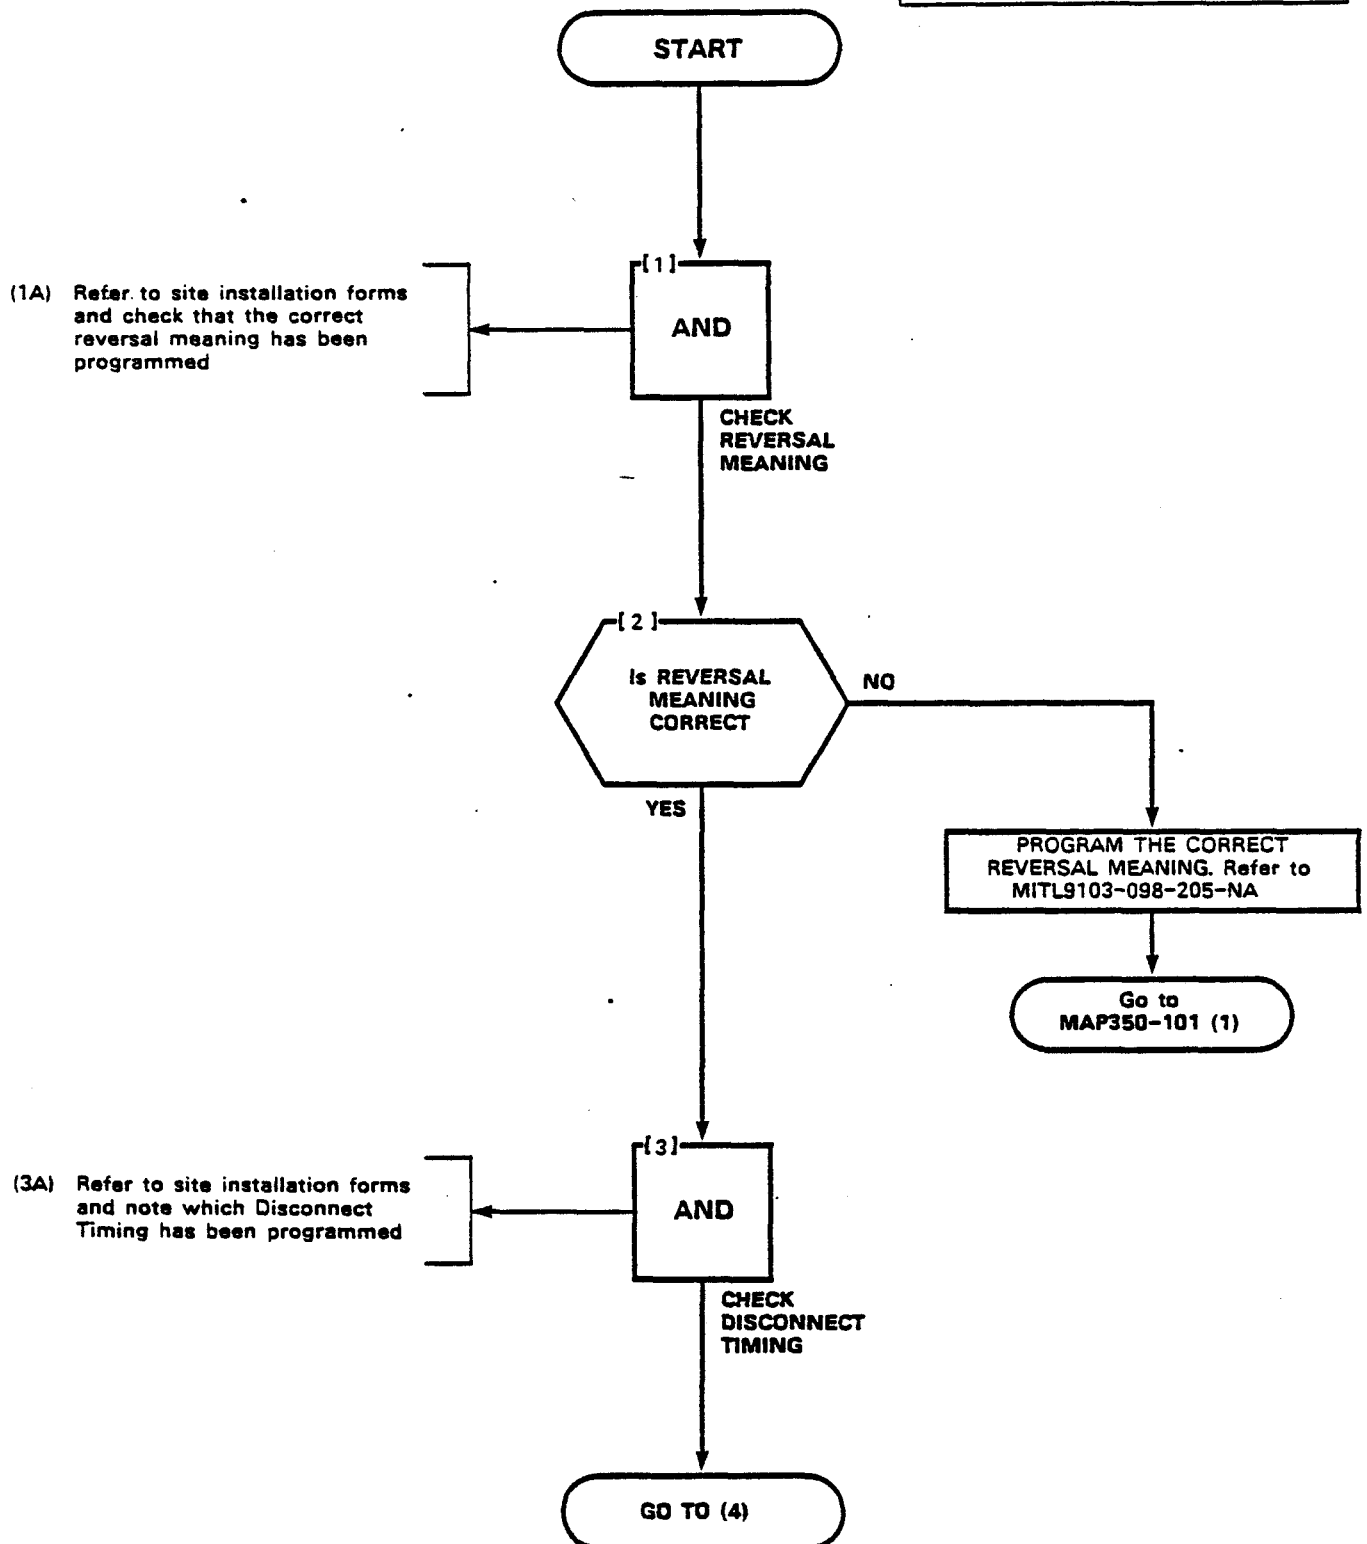 START
[1]
(1A) Refer to site installation forms
and check that the correct
reversal meaning has been
programmed
AND
CHECK
REVERSAL
MEANING
[2]
Is REVERSAL
MEANING
CORRECT
NO
YES
PROGRAM THE CORRECT
REVERSAL MEANING. Refer to
MITL9103-098-205-NA
Go to
MAP350-101 (1)
[3]
(3A) Refer to site installation forms
and note which Disconnect
Timing has been programmed
AND
CHECK
DISCONNECT
TIMING
GO TO (4)